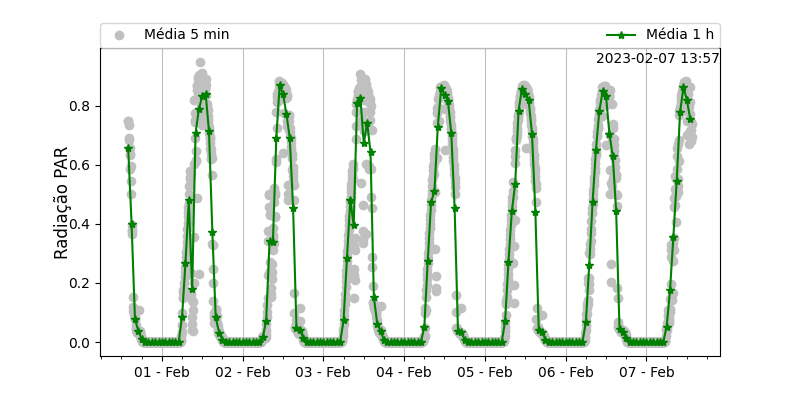 Média 5 min
Média 1 h
2023-02-07 13:57
Radiação PAR
0.8
0.6
0.4
0.2
0.0
01 - Feb
02 - Feb
03 - Feb
04 - Feb
05 - Feb
06 - Feb
07 - Feb